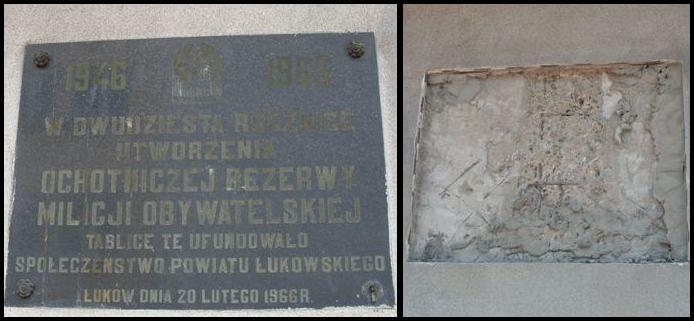 1946 1966
W DWUDZIESTĄ ROCZNICĘ
UTWORZENIA
OCHOTNICZEJ REZERWY
MILICJI OBYWATELSKIEJ
TABLICĘ TĘ UFUNDOWAŁO
SPOŁECZEŃSTWO POWIATU ŁUKOWSKIEGO
ŁUKÓW, DNIA 20 LUTEGO 1966 R.